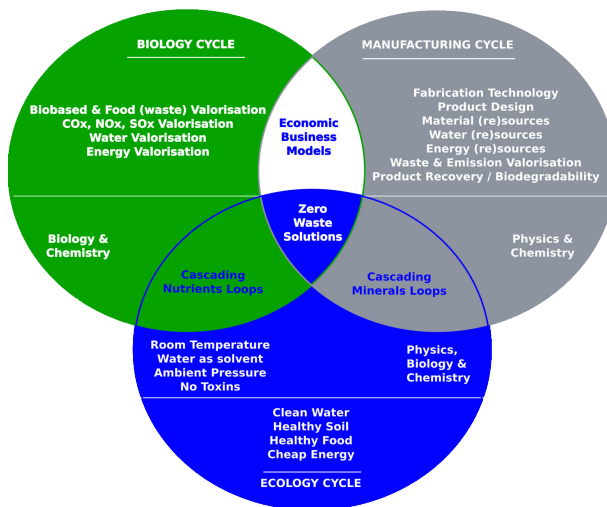 BIOLOGY CYCLE
Biobased & Food (waste) Valorisation
COx, NOx, SOx Valorisation
Water Valorisation
Energy Valorisation
Biology &
Chemistry
MANUFACTURING CYCLE
Fabrication Technology
Product Design
Material (re)sources
Water (re)sources
Energy (re)sources
Waste & Emission Valorisation
Product Recovery / Biodegradability
Physics &
Chemistry
Economic
Business
Models
Zero
Waste
Solutions
Cascading
Nutrients Loops
Cascading
Minerals Loops
Room Temperature
Water as solvent
Ambient Pressure
No Toxins
Physics,
Biology &
Chemistry
Clean Water
Healthy Soil
Healthy Food
Cheap Energy
ECOLOGY CYCLE